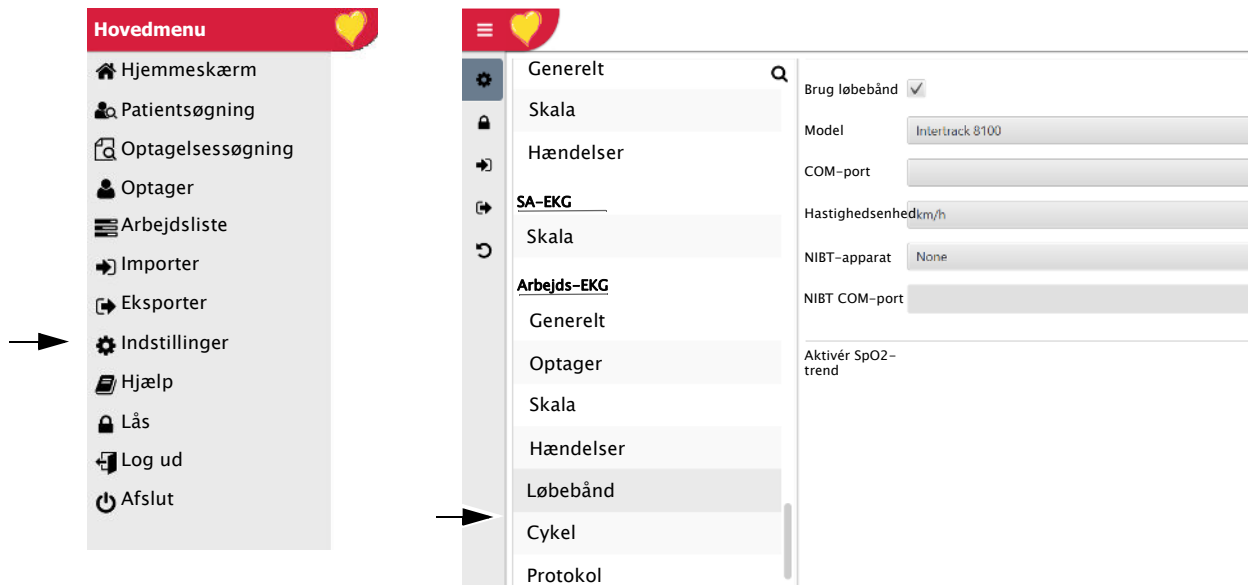 Hovedmenu
Hjemmeskærm
Patientsøgning
Optagelsessøgning
Optager
Arbejdsliste
Importer
Eksporter
Indstillinger
Hjælp
Lås
Log ud
Afslut
Generelt
Skala
Hændelser
SA-EKG
Skala
Arbejds-EKG
Generelt
Optager
Skala
Hændelser
Løbebånd
Cykel
Protokol
Brug løbebånd
Model Intertrack 8100
COM-port
Hastighedsenhed km/h
NIBT-apparat None
NIBT COM-port
Aktivér SpO2-
trend